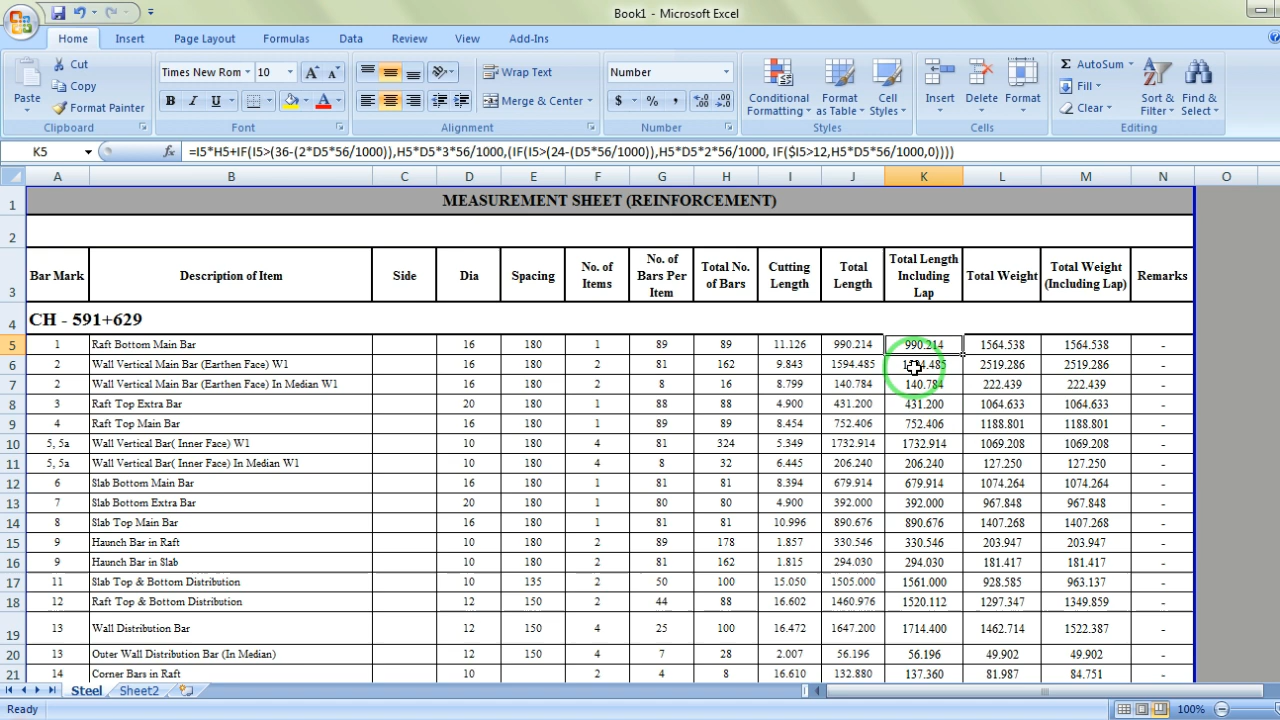 Book1 - Microsoft Excel
Home Insert Page Layout Formulas Data Review View Add-Ins
Paste Cut Copy Format Painter
Times New Rom 10
B I U A
Wrap Text
Merge & Center
Number
$ % ,
Conditional Formatting Format as Table Cell Styles
Insert Delete Format
Σ AutoSum Fill Clear
Sort & Filter Find & Select
Clipboard Font Alignment Number Styles Cells Editing
K5 fx =I5*H5+IF(I5>(36-(2*D5*56/1000)),H5*D5*3*56/1000,(IF(I5>(24-(D5*56/1000)),H5*D5*2*56/1000, IF($I5>12,H5*D5*56/1000,0))))
A B C D E F G H I J K L M N O
1 MEASUREMENT SHEET (REINFORCEMENT)
2
3 Bar Mark Description of Item Side Dia Spacing No. of Items No. of Bars Per Item Total No. of Bars Cutting Length Total Length Total Length Including Lap Total Weight Total Weight (Including Lap) Remarks
4 CH - 591+629
5 1 Raft Bottom Main Bar 16 180 1 89 89 11.126 990.214 990.214 1564.538 1564.538 -
6 2 Wall Vertical Main Bar (Earthen Face) W1 16 180 2 81 162 9.843 1594.485 1594.485 2519.286 2519.286 -
7 2 Wall Vertical Main Bar (Earthen Face) In Median W1 16 180 2 8 16 8.799 140.784 140.784 222.439 222.439 -
8 3 Raft Top Extra Bar 20 180 1 88 88 4.900 431.200 431.200 1064.633 1064.633 -
9 4 Raft Top Main Bar 16 180 1 89 89 8.454 752.406 752.406 1188.801 1188.801 -
10 5, 5a Wall Vertical Bar( Inner Face) W1 10 180 4 81 324 5.349 1732.914 1732.914 1069.208 1069.208 -
11 5, 5a Wall Vertical Bar( Inner Face) In Median W1 10 180 4 8 32 6.445 206.240 206.240 127.250 127.250 -
12 6 Slab Bottom Main Bar 16 180 1 81 81 8.394 679.914 679.914 1074.264 1074.264 -
13 7 Slab Bottom Extra Bar 20 180 1 80 80 4.900 392.000 392.000 967.848 967.848 -
14 8 Slab Top Main Bar 16 180 1 81 81 10.996 890.676 890.676 1407.268 1407.268 -
15 9 Haunch Bar in Raft 10 180 2 89 178 1.857 330.546 330.546 203.947 203.947 -
16 9 Haunch Bar in Slab 10 180 2 81 162 1.815 294.030 294.030 181.417 181.417 -
17 11 Slab Top & Bottom Distribution 10 135 2 50 100 15.050 1505.000 1561.000 928.585 963.137 -
18 12 Raft Top & Bottom Distribution 12 150 2 44 88 16.602 1460.976 1520.112 1297.347 1349.859 -
19 13 Wall Distribution Bar 12 150 4 25 100 16.472 1647.200 1714.400 1462.714 1522.387 -
20 13 Outer Wall Distribution Bar (In Median) 12 150 4 7 28 2.007 56.196 56.196 49.902 49.902 -
21 14 Corner Bars in Raft 10 2 4 8 16.610 132.880 137.360 81.987 84.751 -
Steel Sheet2
Ready 100%